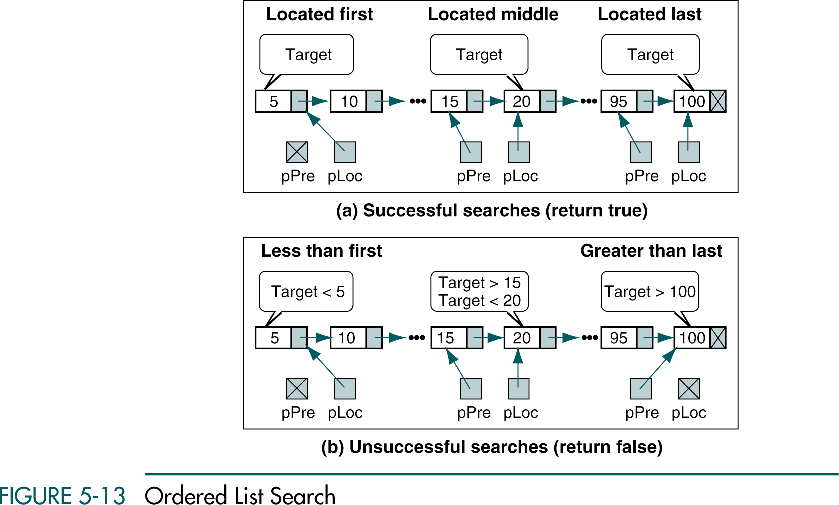 Located first Located middle Located last
Target Target Target
5 10 ••• 15 20 ••• 95 100
pPre pLoc pPre pLoc pPre pLoc
(a) Successful searches (return true)
Less than first Greater than last
Target < 5 Target > 15 Target > 100
Target < 20
5 10 ••• 15 20 ••• 95 100
pPre pLoc pPre pLoc pPre pLoc
(b) Unsuccessful searches (return false)
FIGURE 5-13 Ordered List Search